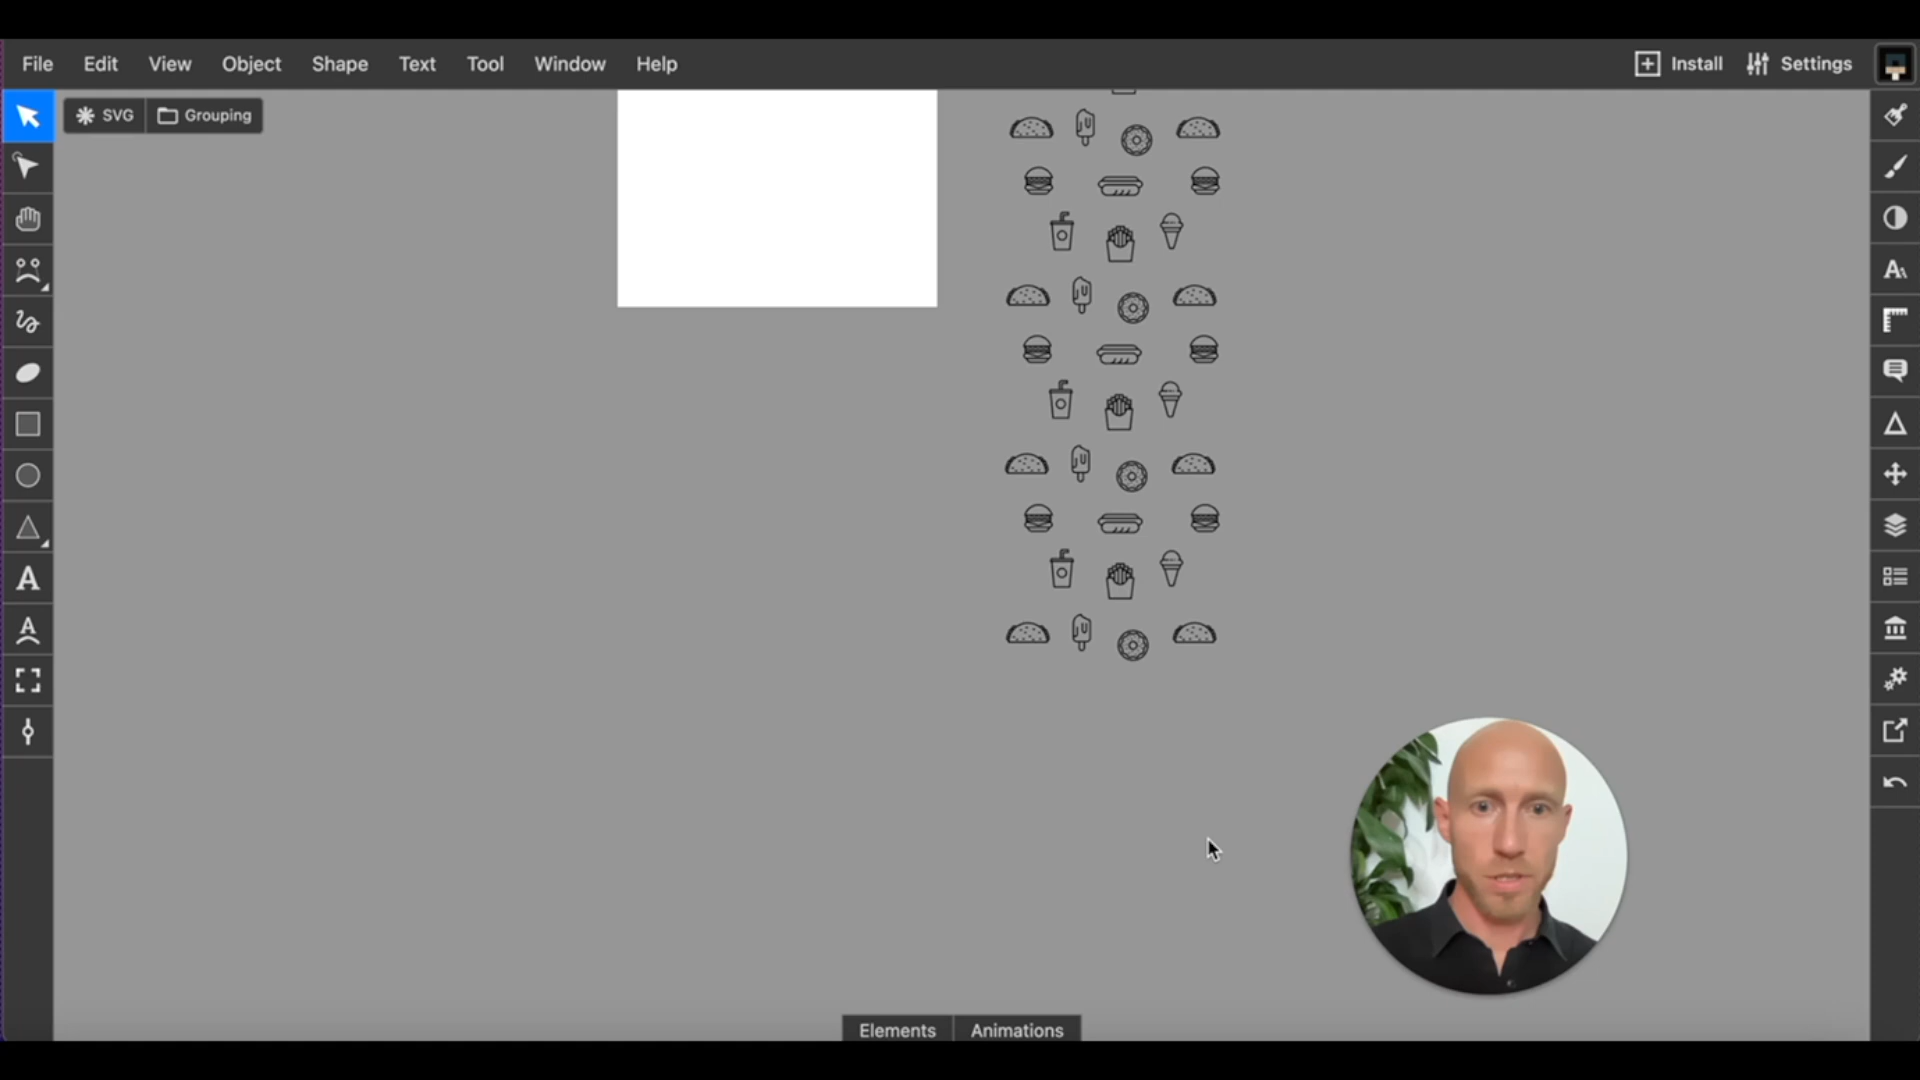 File Edit View Object Shape Text Tool Window Help Install Settings
SVG Grouping
Elements Animations